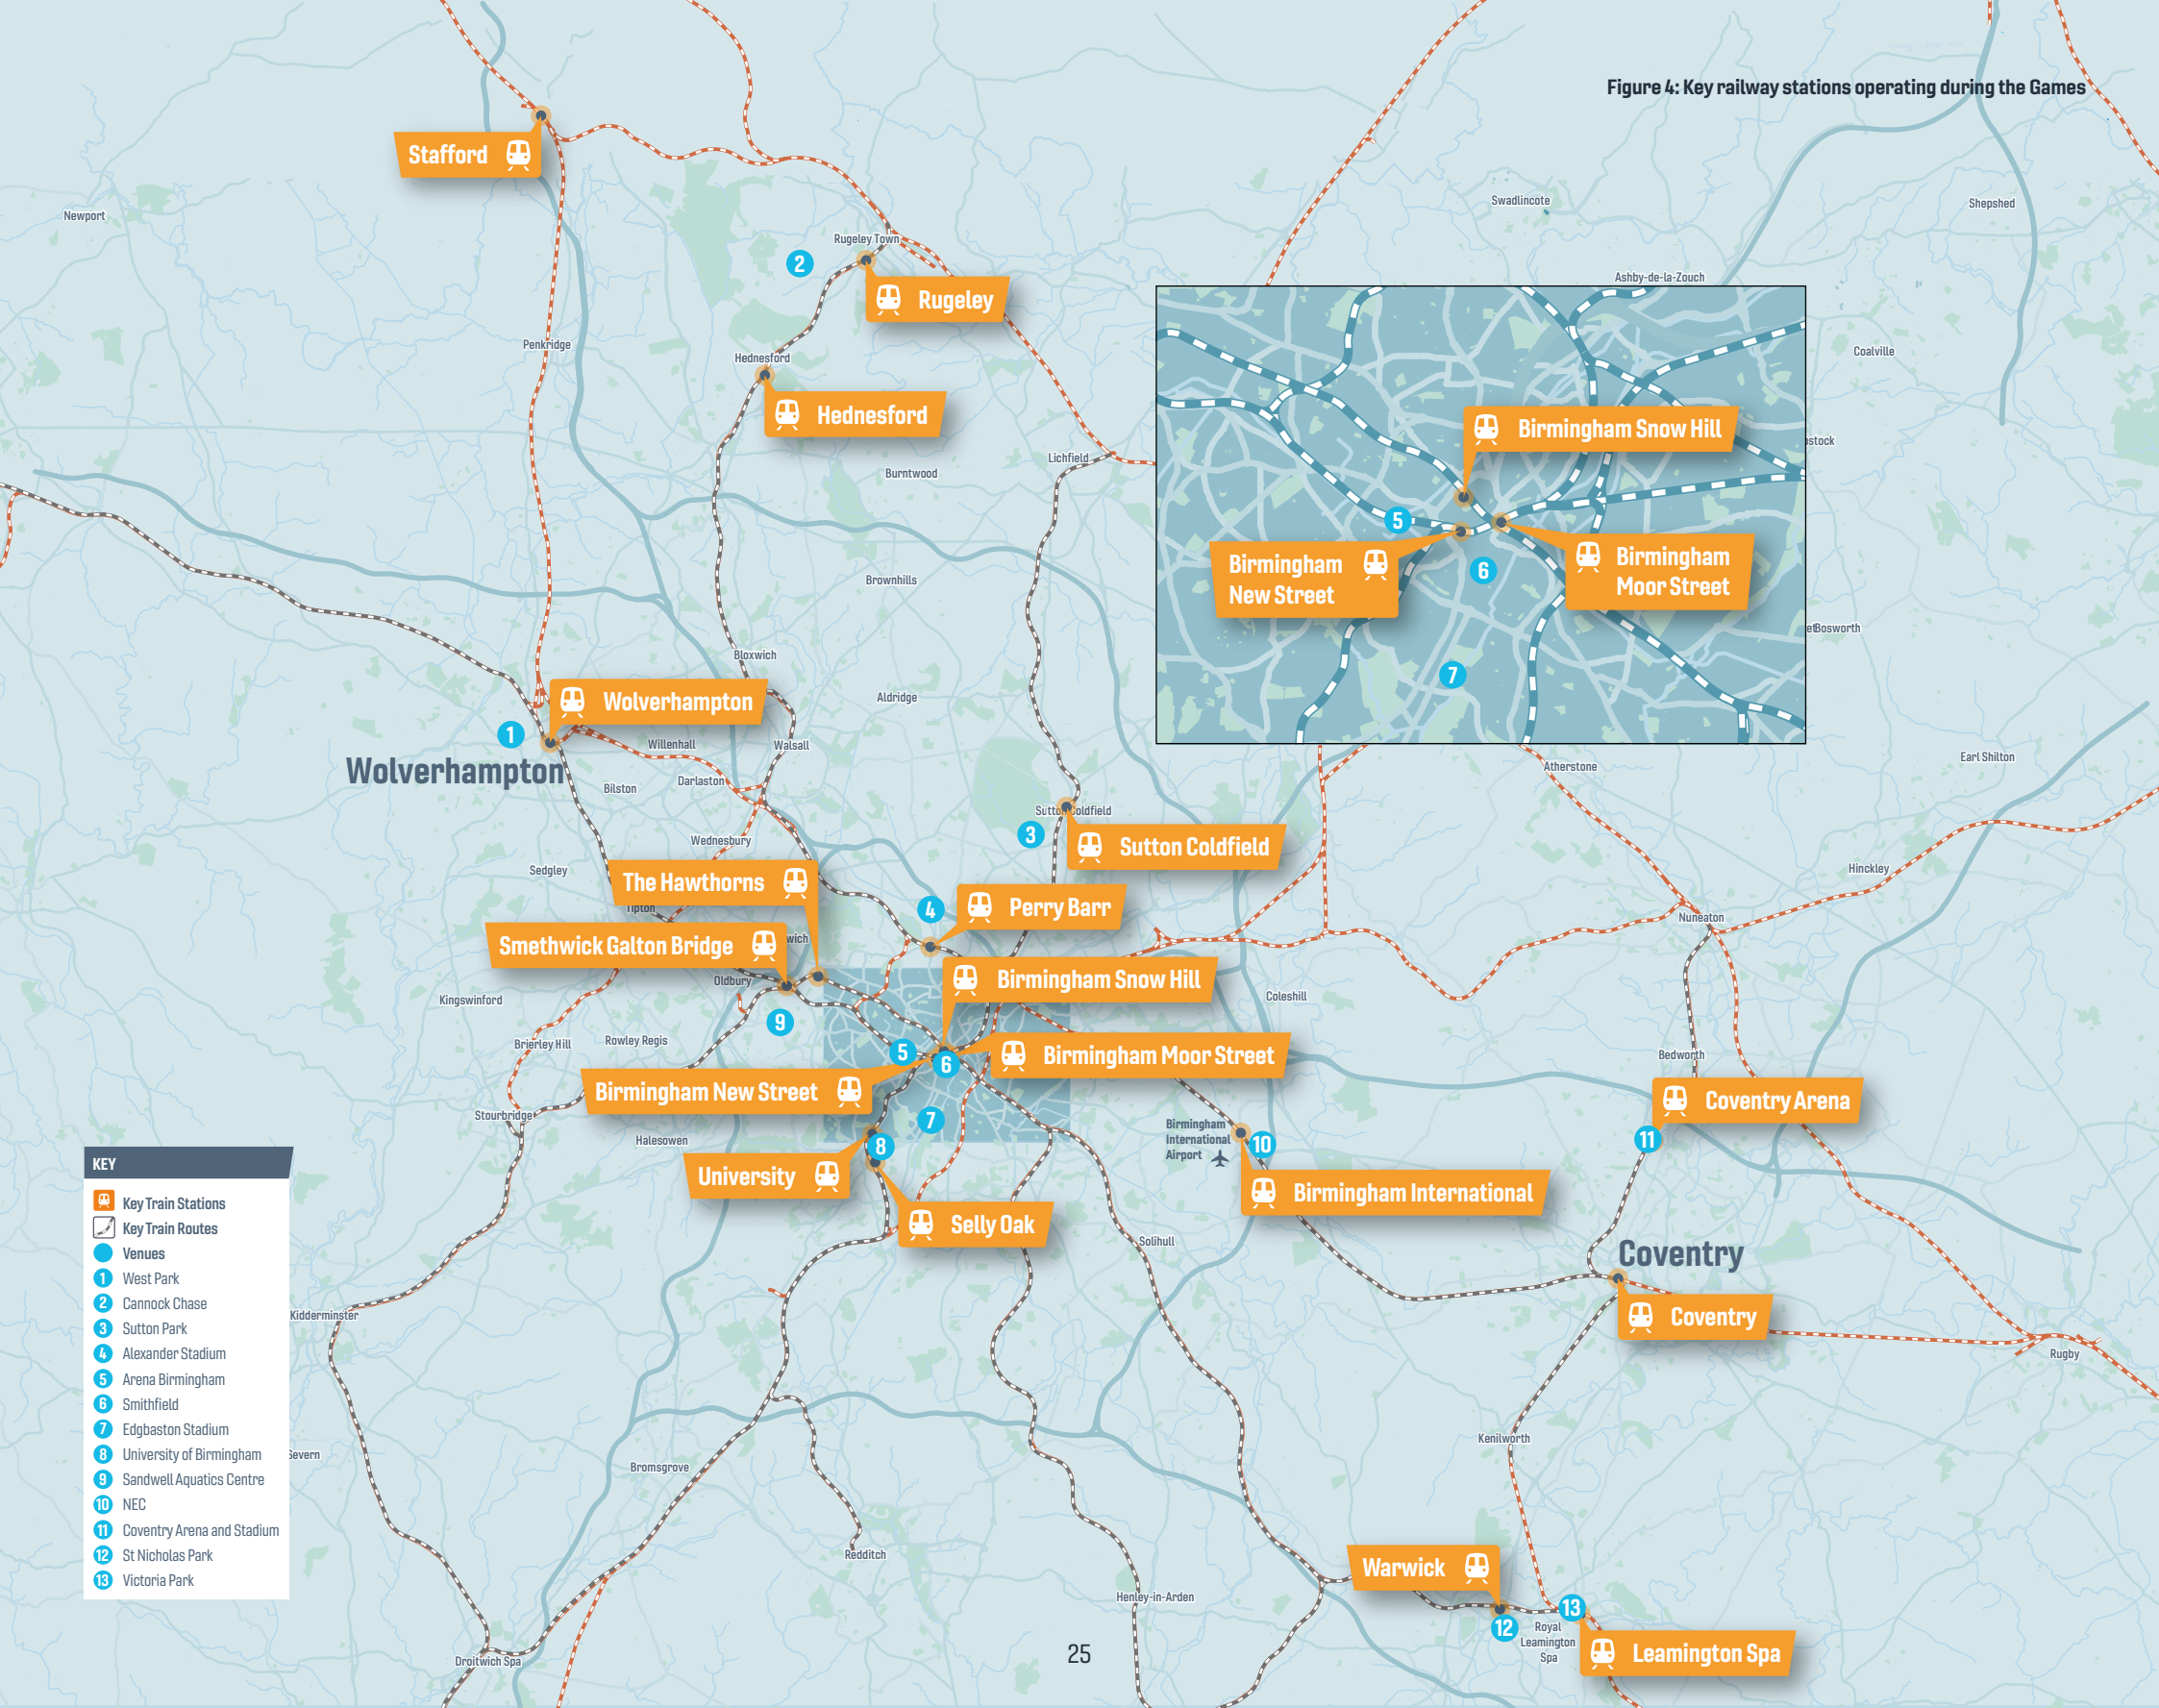 Figure 4: Key railway stations operating during the Games
Stafford
Newport
Swadlincote
Shepshed
Rugeley Town
2
Rugeley
Ashby-de-la-Zouch
Penkridge
Hednesford
Hednesford
Coalville
Birmingham Snow Hill
Lichfield
Burntwood
5
Birmingham
New Street
6
Birmingham
Moor Street
7
Brownhills
Bosworth
Bloxwich
Aldridge
Wolverhampton
1
Willenhall
Walsall
Wolverhampton
Darlaston
Bilston
Atherstone
Earl Shilton
Sutton Coldfield
3
Sutton Coldfield
Wednesbury
Sedgley
The Hawthorns
Hinckley
Tipton
4
Perry Barr
Nuneaton
Smethwick Galton Bridge
wich
Oldbury
Birmingham Snow Hill
Kingswinford
Coleshill
9
Rowley Regis
Brierley Hill
5
6
Birmingham Moor Street
Bedworth
Birmingham New Street
Coventry Arena
Stourbridge
7
Halesowen
Birmingham
International
Airport
10
11
8
University
Birmingham International
Selly Oak
Solihull
Coventry
Coventry
Kidderminster
Rugby
Kenilworth
Severn
Bromsgrove
Redditch
Henley-in-Arden
Warwick
12
13
Royal
Leamington
Spa
Leamington Spa
Droitwich Spa
KEY
Key Train Stations
Key Train Routes
Venues
1 West Park
2 Cannock Chase
3 Sutton Park
4 Alexander Stadium
5 Arena Birmingham
6 Smithfield
7 Edgbaston Stadium
8 University of Birmingham
9 Sandwell Aquatics Centre
10 NEC
11 Coventry Arena and Stadium
12 St Nicholas Park
13 Victoria Park
25